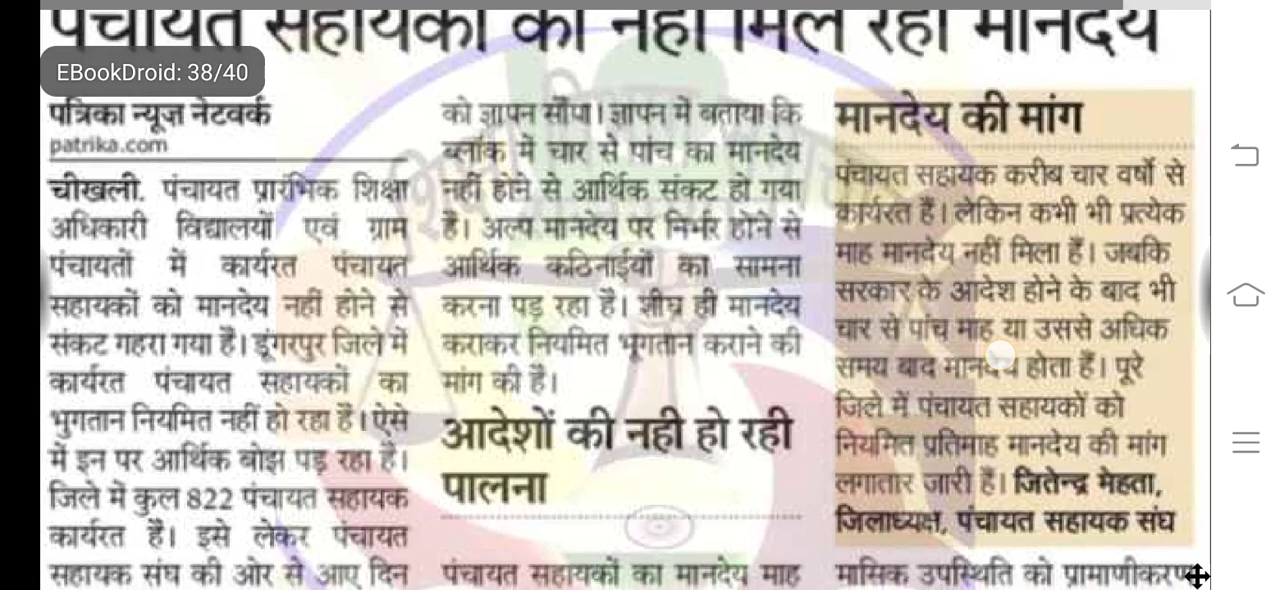 पंचायत सहायकों को नहीं मिल रहा मानदेय
EBookDroid: 38/40
पत्रिका न्यूज़ नेटवर्क
patrika.com
चीखली. पंचायत प्रारंभिक शिक्षा
अधिकारी विद्यालयों एवं ग्राम
पंचायतों में कार्यरत पंचायत
सहायकों को मानदेय नहीं होने से
संकट गहरा गया है। डूंगरपुर जिले में
कार्यरत पंचायत सहायकों का
भुगतान नियमित नहीं हो रहा है। ऐसे
में इन पर आर्थिक बोझ पड़ रहा है।
जिले में कुल 822 पंचायत सहायक
कार्यरत है। इसे लेकर पंचायत
सहायक संघ की ओर से आए दिन
को ज्ञापन सौंपा। ज्ञापन में बताया कि
ब्लॉक में चार से पांच का मानदेय
नहीं होने से आर्थिक संकट हो गया
है। अल्प मानदेय पर निर्भर होने से
आर्थिक कठिनाईयों का सामना
करना पड़ रहा है। शीघ्र ही मानदेय
कराकर नियमित भूगतान कराने की
मांग की है।
आदेशों की नही हो रही
पालना
पंचायत सहायकों का मानदेय माह
मानदेय की मांग
पंचायत सहायक करीब चार वर्षो से
कार्यरत हैं। लेकिन कभी भी प्रत्येक
माह मानदेय नहीं मिला हैं। जबकि
सरकार के आदेश होने के बाद भी
चार से पांच माह या उससे अधिक
समय बाद मानदेय होता हैं। पूरे
जिले में पंचायत सहायकों को
नियमित प्रतिमाह मानदेय की मांग
लगातार जारी हैं। जितेन्द्र मेहता,
जिलाध्यक्ष, पंचायत सहायक संघ
मासिक उपस्थिति को प्रामाणीकरण